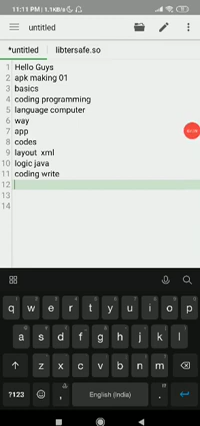 11:11 PM | 1.1KB/s
untitled
*untitled
libtersafe.so
1 Hello Guys
2 apk making 01
3 basics
4 coding programming
5 language computer
6 way
7 app
8 codes
9 layout  xml
10 logic java
11 coding write
12
13
14
q w e r t y u i o p
a s d f g h j k l
z x c v b n m
?123 , English (India) .